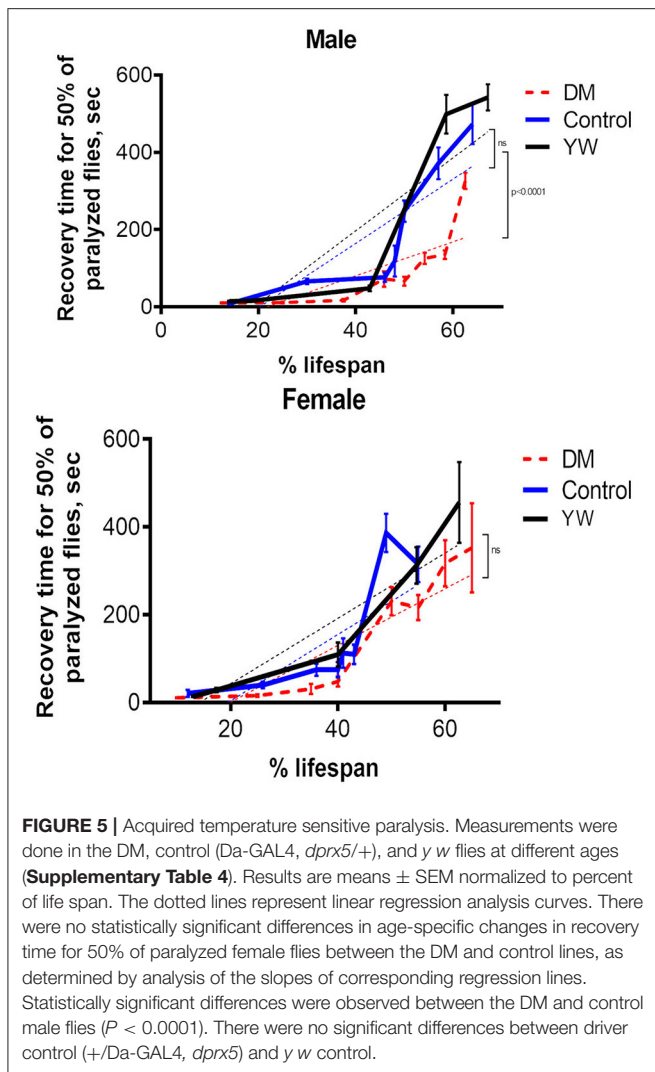 Male
Recovery time for 50% of
paralyzed flies, sec
600
400
200
0
0
20
40
60
% lifespan
DM
Control
YW
ns
p<0.0001
Female
Recovery time for 50% of
paralyzed flies, sec
600
400
200
0
20
40
60
% lifespan
DM
Control
YW
ns
FIGURE 5 | Acquired temperature sensitive paralysis. Measurements were
done in the DM, control (Da-GAL4, dprx5/+), and y w flies at different ages
(Supplementary Table 4). Results are means ± SEM normalized to percent
of life span. The dotted lines represent linear regression analysis curves. There
were no statistically significant differences in age-specific changes in recovery
time for 50% of paralyzed female flies between the DM and control lines, as
determined by analysis of the slopes of corresponding regression lines.
Statistically significant differences were observed between the DM and control
male flies (P < 0.0001). There were no significant differences between driver
control (+/Da-GAL4, dprx5) and y w control.